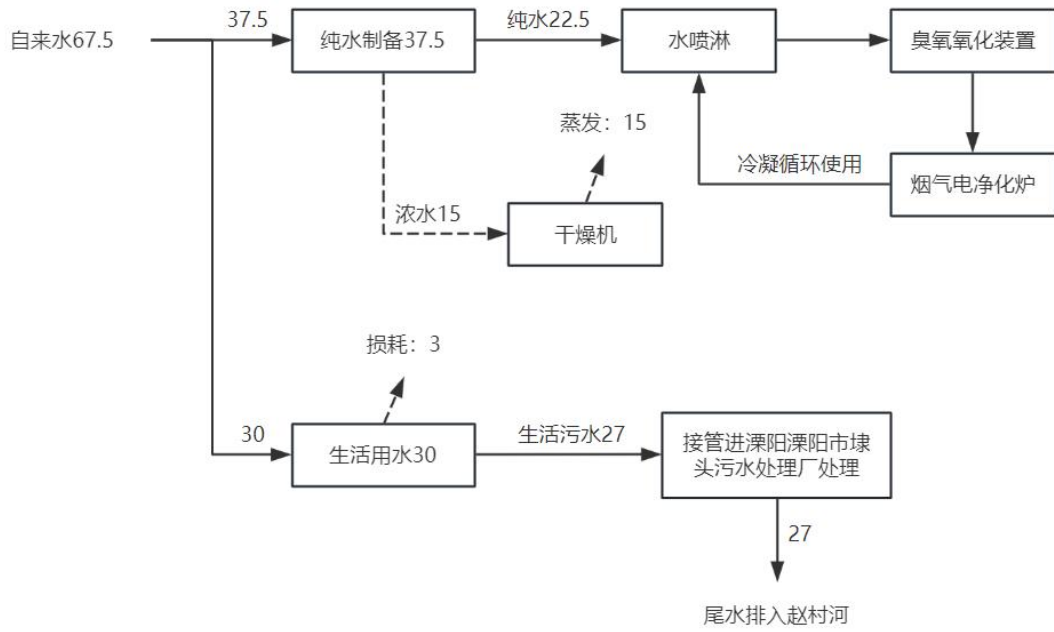 37.5
纯水22.5
自来水67.5
纯水制备37.5
水喷淋
臭氧氧化装置
蒸发：15
冷凝循环使用
烟气电净化炉
浓水15
干燥机
损耗：3
30
生活用水30
生活污水27
接管进溧阳溧阳市埭
头污水处理厂处理
27
尾水排入赵村河